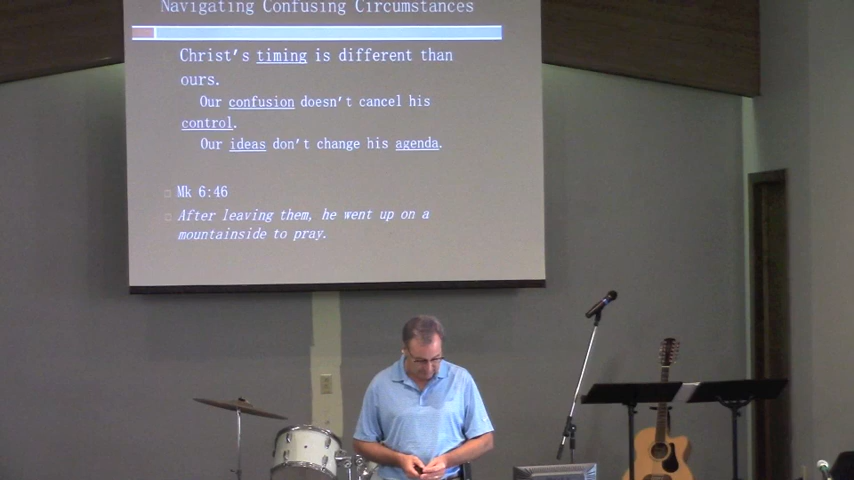 Navigating Confusing Circumstances
Christ's timing is different than
ours.
Our confusion doesn't cancel his
control.
Our ideas don't change his agenda.
Mk 6:46
After leaving them, he went up on a
mountainside to pray.